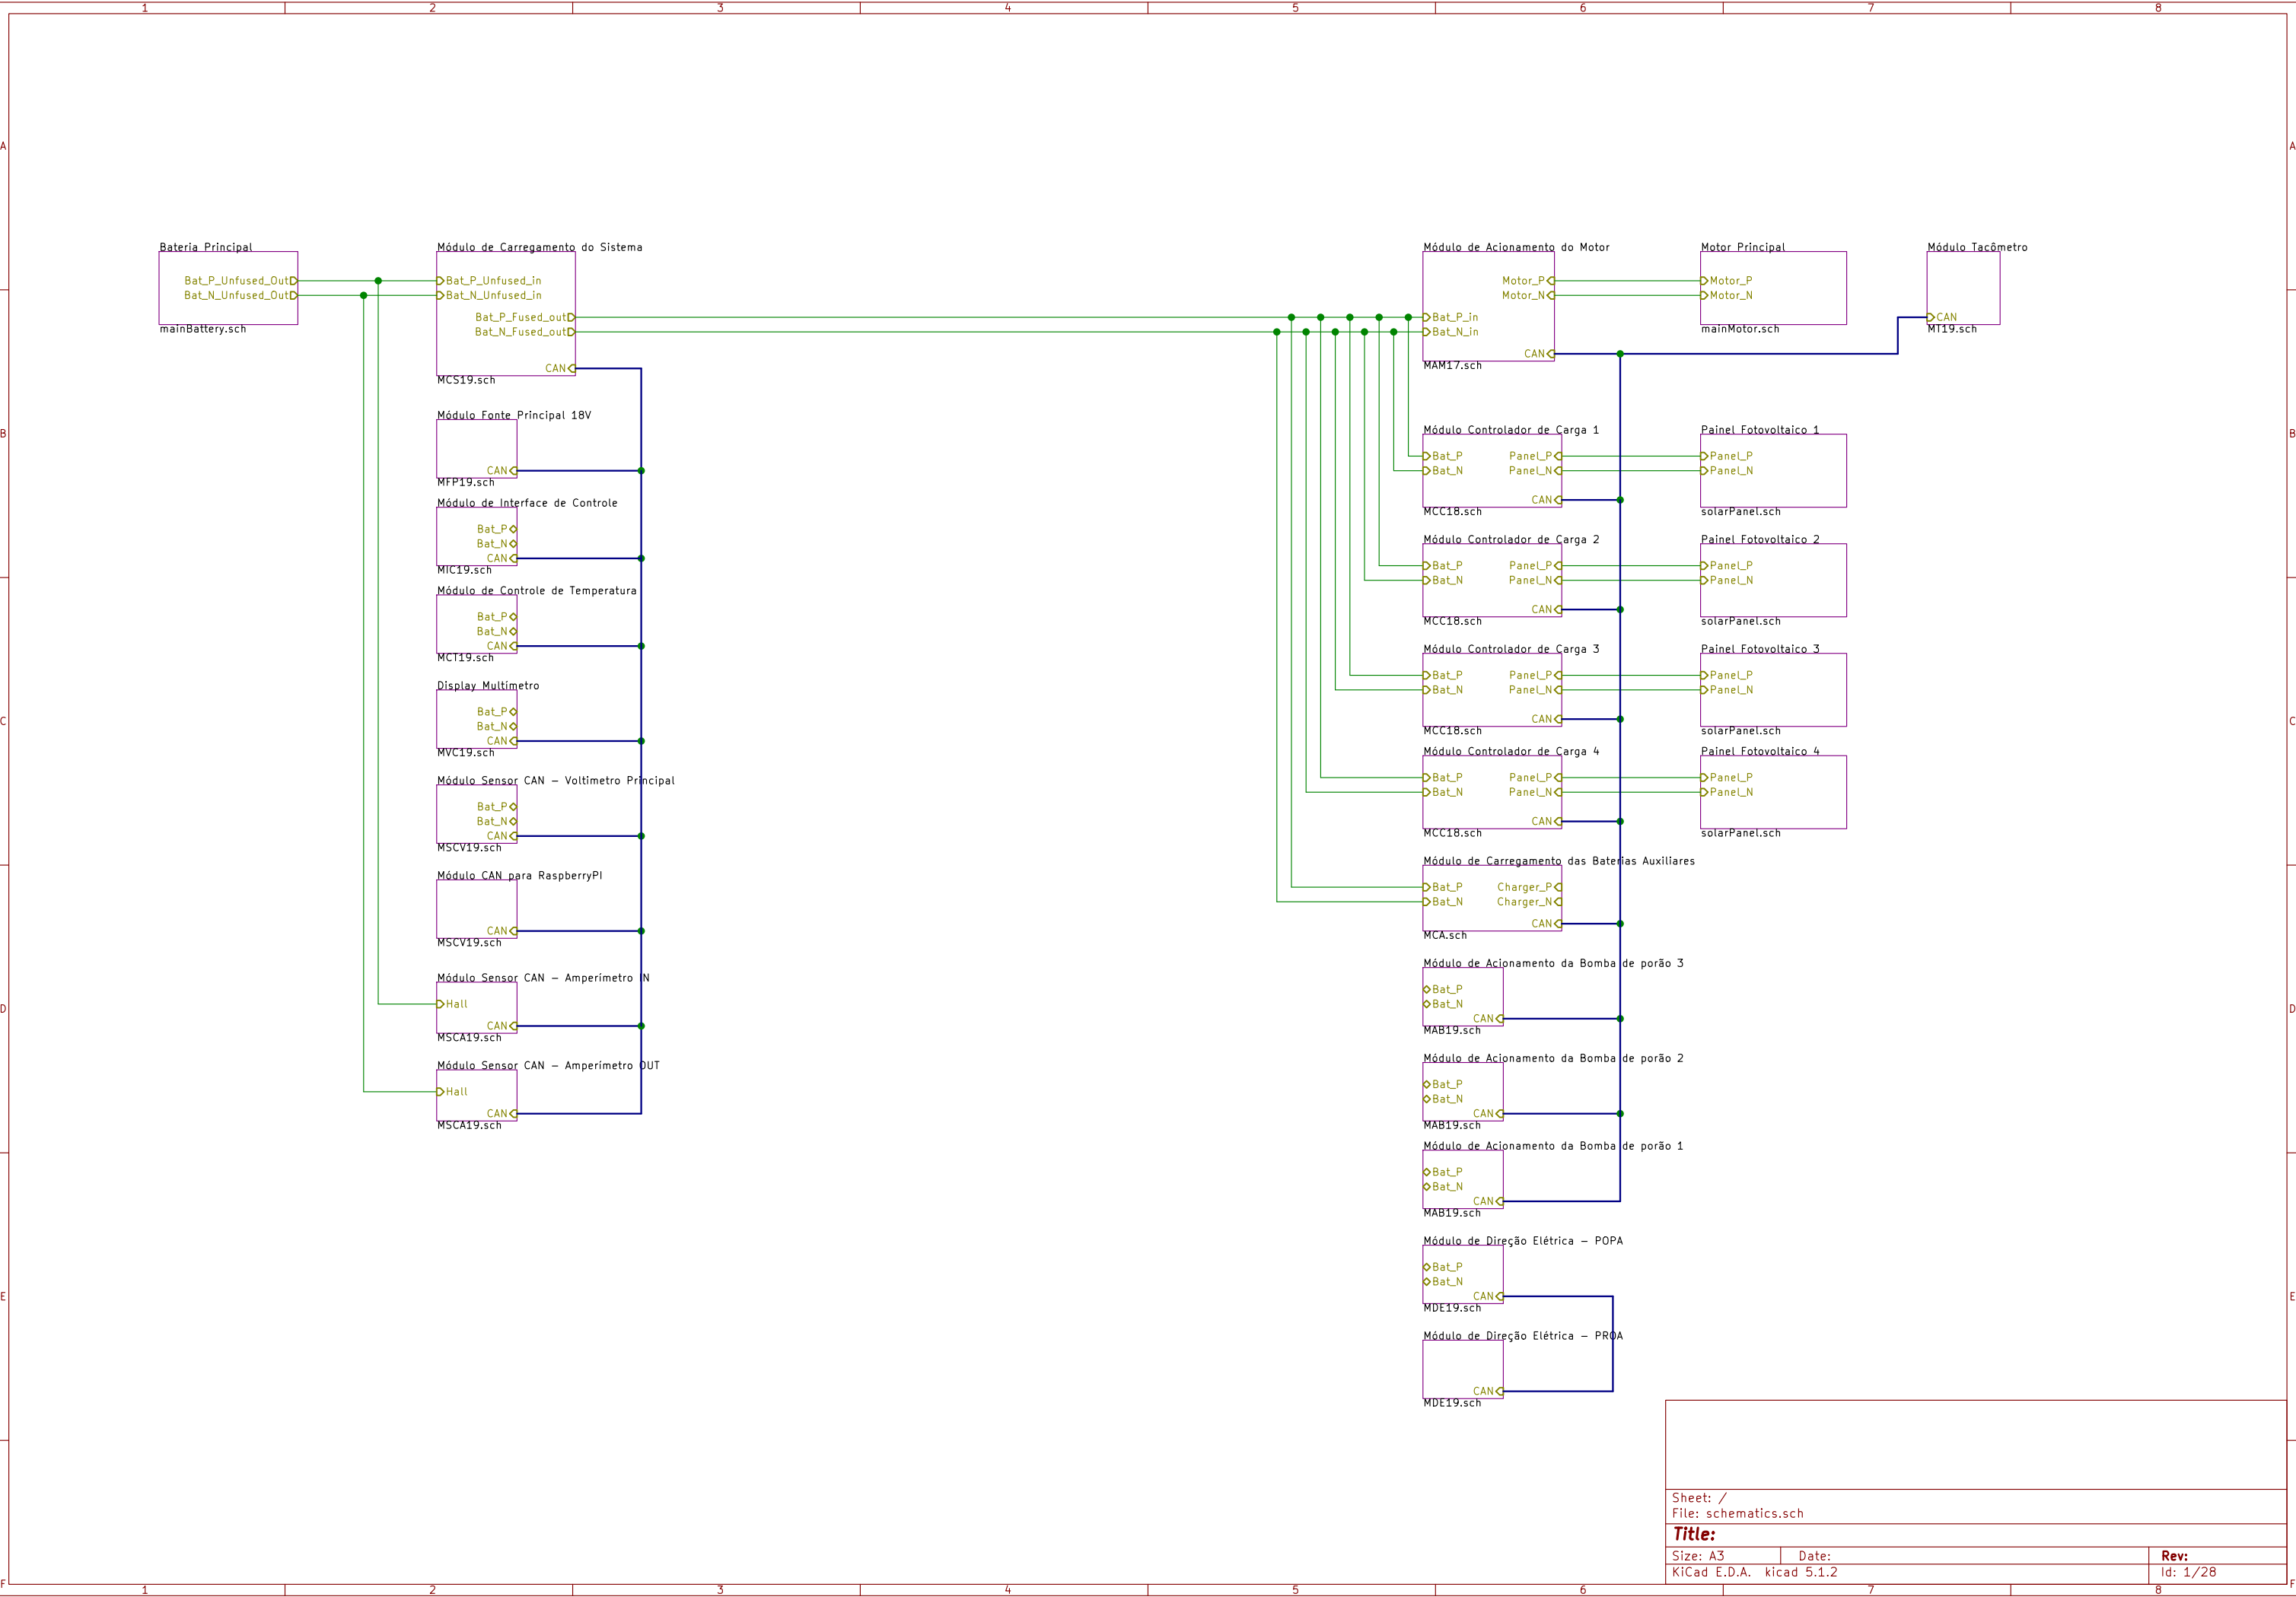 1 2 3 4 5 6 7 8
A A
B B
C C
D D
E E
F F
Bateria Principal
Bat_P_Unfused_Out
Bat_N_Unfused_Out
mainBattery.sch
Módulo de Carregamento do Sistema
Bat_P_Unfused_in
Bat_N_Unfused_in
Bat_P_Fused_out
Bat_N_Fused_out
CAN
MCS19.sch
Módulo Fonte Principal 18V
CAN
MFP19.sch
Módulo de Interface de Controle
Bat_P
Bat_N
CAN
MIC19.sch
Módulo de Controle de Temperatura
Bat_P
Bat_N
CAN
MCT19.sch
Display Multímetro
Bat_P
Bat_N
CAN
MVC19.sch
Módulo Sensor CAN - Voltímetro Principal
Bat_P
Bat_N
CAN
MSCV19.sch
Módulo CAN para RaspberryPI
CAN
MSCV19.sch
Módulo Sensor CAN - Amperímetro IN
Hall
CAN
MSCA19.sch
Módulo Sensor CAN - Amperímetro OUT
Hall
CAN
MSCA19.sch
Módulo de Acionamento do Motor
Motor_P
Motor_N
Bat_P_in
Bat_N_in
CAN
MAM17.sch
Motor Principal
Motor_P
Motor_N
mainMotor.sch
Módulo Tacômetro
CAN
MT19.sch
Módulo Controlador de Carga 1
Bat_P Panel_P
Bat_N Panel_N
CAN
MCC18.sch
Painel Fotovoltaico 1
Panel_P
Panel_N
solarPanel.sch
Módulo Controlador de Carga 2
Bat_P Panel_P
Bat_N Panel_N
CAN
MCC18.sch
Painel Fotovoltaico 2
Panel_P
Panel_N
solarPanel.sch
Módulo Controlador de Carga 3
Bat_P Panel_P
Bat_N Panel_N
CAN
MCC18.sch
Painel Fotovoltaico 3
Panel_P
Panel_N
solarPanel.sch
Módulo Controlador de Carga 4
Bat_P Panel_P
Bat_N Panel_N
CAN
MCC18.sch
Painel Fotovoltaico 4
Panel_P
Panel_N
solarPanel.sch
Módulo de Carregamento das Baterias Auxiliares
Bat_P Charger_P
Bat_N Charger_N
CAN
MCA.sch
Módulo de Acionamento da Bomba de porão 3
Bat_P
Bat_N
CAN
MAB19.sch
Módulo de Acionamento da Bomba de porão 2
Bat_P
Bat_N
CAN
MAB19.sch
Módulo de Acionamento da Bomba de porão 1
Bat_P
Bat_N
CAN
MAB19.sch
Módulo de Direção Elétrica - POPA
Bat_P
Bat_N
CAN
MDE19.sch
Módulo de Direção Elétrica - PROA
CAN
MDE19.sch
Sheet: /
File: schematics.sch
Title:
Size: A3 Date: Rev:
KiCad E.D.A. kicad 5.1.2 Id: 1/28
1 2 3 4 5 6 7 8